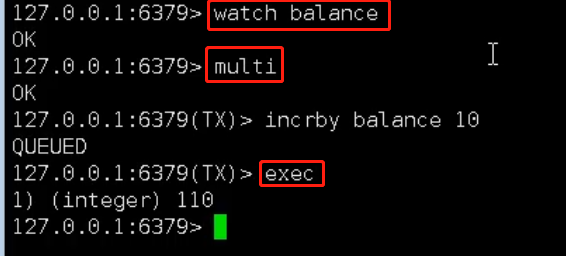 127.0.0.1:6379> watch balance
OK
127.0.0.1:6379> multi
OK
127.0.0.1:6379(TX)> incrby balance 10
QUEUED
127.0.0.1:6379(TX)> exec
1) (integer) 110
127.0.0.1:6379>